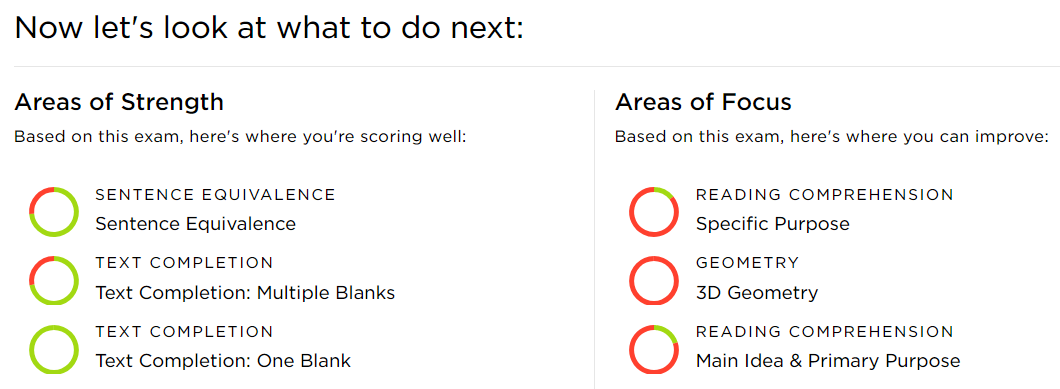 Now let's look at what to do next:
Areas of Strength
Based on this exam, here's where you're scoring well:
SENTENCE EQUIVALENCE
Sentence Equivalence
TEXT COMPLETION
Text Completion: Multiple Blanks
TEXT COMPLETION
Text Completion: One Blank
Areas of Focus
Based on this exam, here's where you can improve:
READING COMPREHENSION
Specific Purpose
GEOMETRY
3D Geometry
READING COMPREHENSION
Main Idea & Primary Purpose